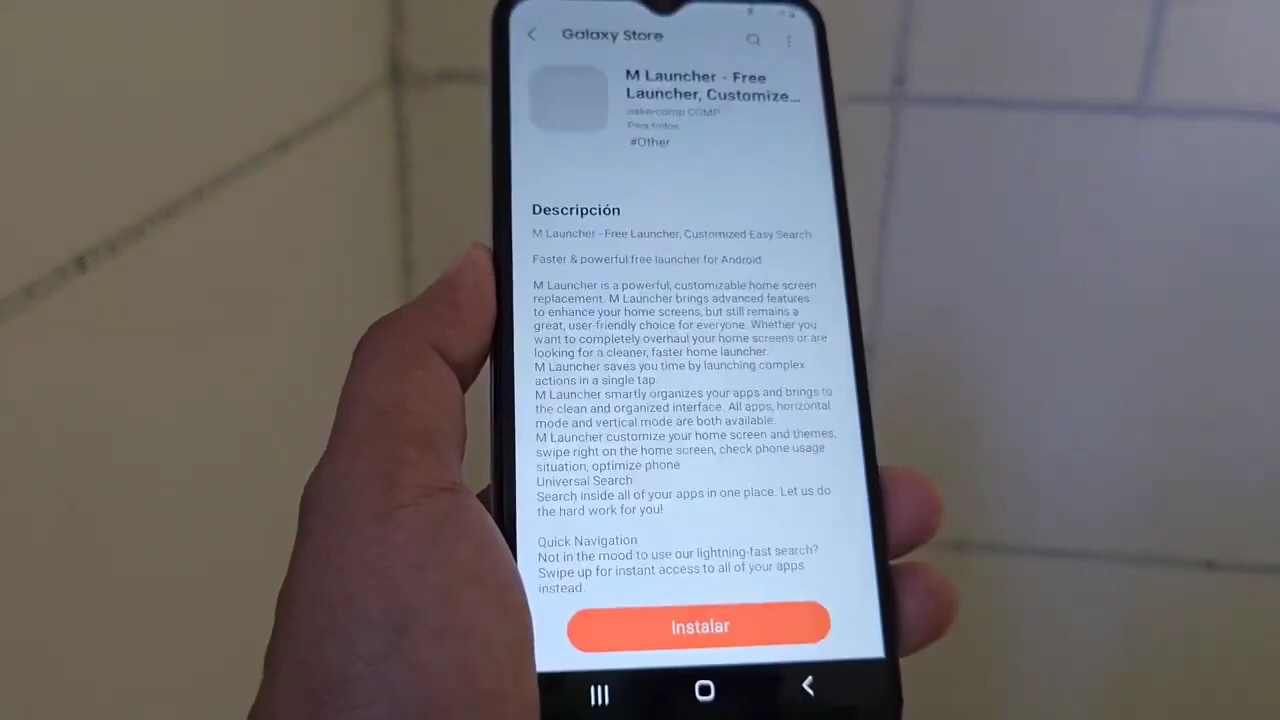 Galaxy Store
M Launcher - Free
Launcher, Customize...
COMP
Para todos
#Other
Descripción
M Launcher - Free Launcher, Customized Easy Search
Faster & powerful free launcher for Android
M Launcher is a powerful, customizable home screen
replacement. M Launcher brings advanced features
to enhance your home screens, but still remains a
great, user-friendly choice for everyone. Whether you
want to completely overhaul your home screens or are
looking for a cleaner, faster home launcher.
M Launcher saves you time by launching complex
actions in a single tap.
M Launcher smartly organizes your apps and brings to
the clean and organized interface. All apps, horizontal
mode and vertical mode are both available.
M Launcher customize your home screen and themes,
swipe right on the home screen, check phone usage
situation, optimize phone
Universal Search
Search inside all of your apps in one place. Let us do
the hard work for you!
Quick Navigation
Not in the mood to use our lightning-fast search?
Swipe up for instant access to all of your apps
instead.
Instalar